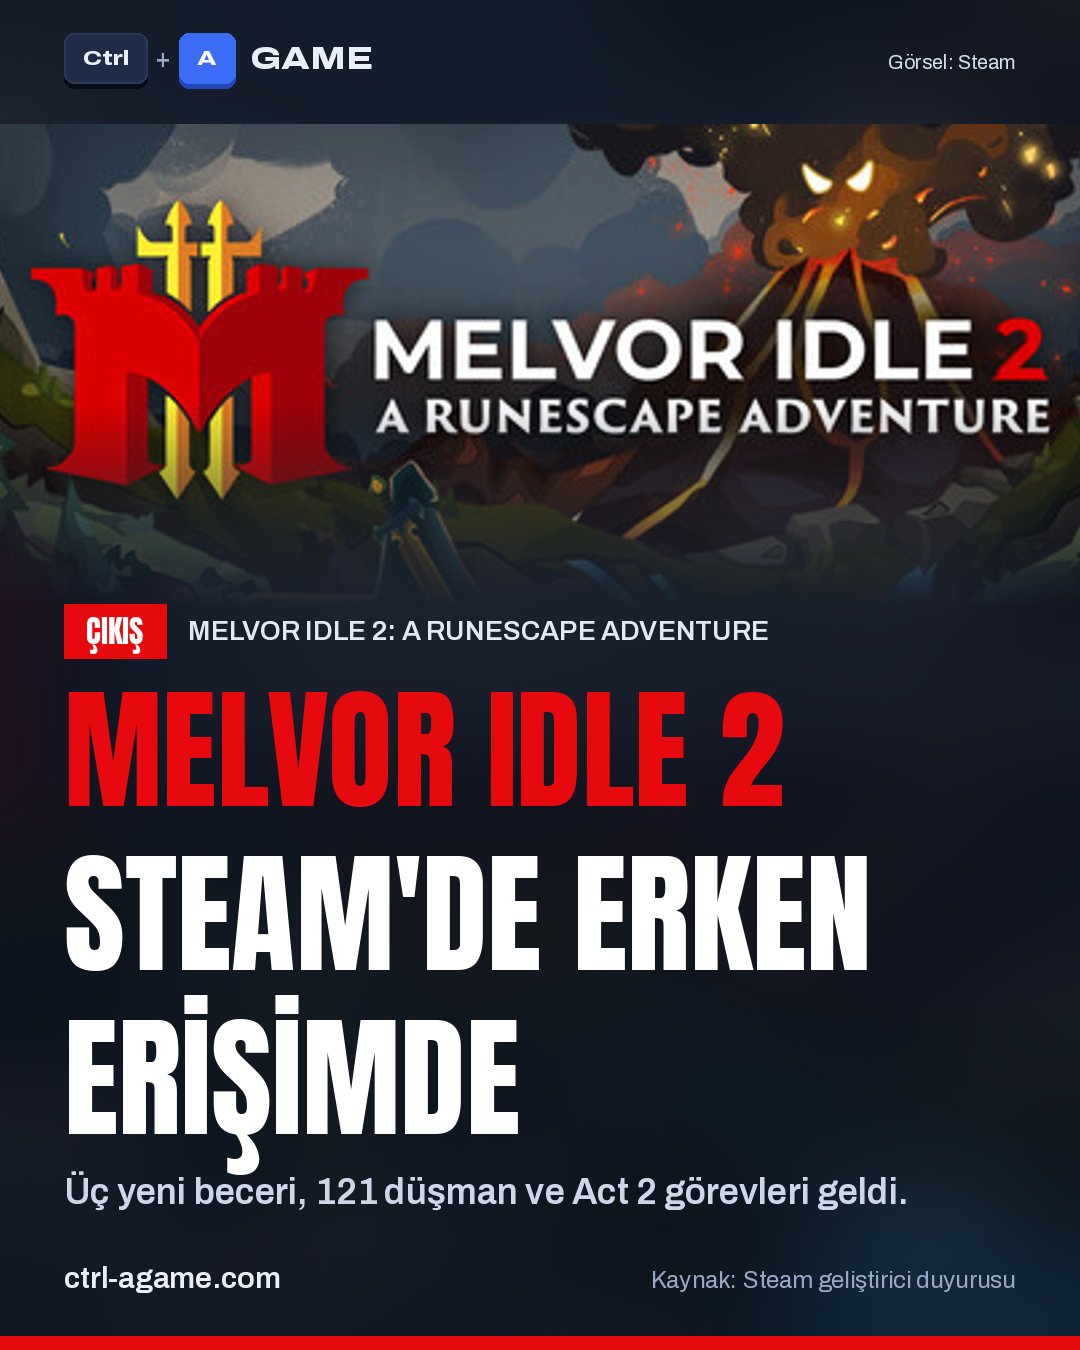 Ctrl + A GAME
Görsel: Steam
MELVOR IDLE 2
A RUNESCAPE ADVENTURE
ÇIKIŞ MELVOR IDLE 2: A RUNESCAPE ADVENTURE
MELVOR IDLE 2
STEAM'DE ERKEN
ERİŞİMDE
Üç yeni beceri, 121 düşman ve Act 2 görevleri geldi.
ctrl-agame.com
Kaynak: Steam geliştirici duyurusu